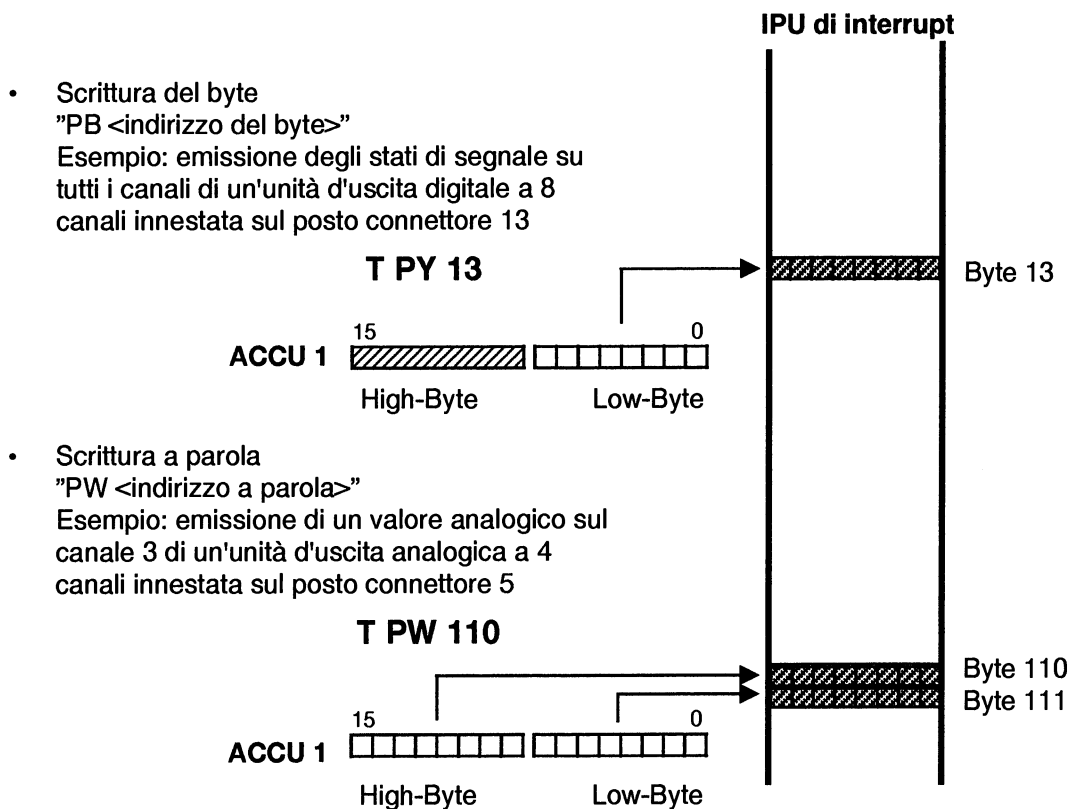 IPU di interrupt
• Scrittura del byte
"PB <indirizzo del byte>"
Esempio: emissione degli stati di segnale su
tutti i canali di un'unità d'uscita digitale a 8
canali innestata sul posto connettore 13
T PY 13
Byte 13
15 0
ACCU 1
High-Byte Low-Byte
• Scrittura a parola
"PW <indirizzo a parola>"
Esempio: emissione di un valore analogico sul
canale 3 di un'unità d'uscita analogica a 4
canali innestata sul posto connettore 5
T PW 110
Byte 110
Byte 111
15 0
ACCU 1
High-Byte Low-Byte